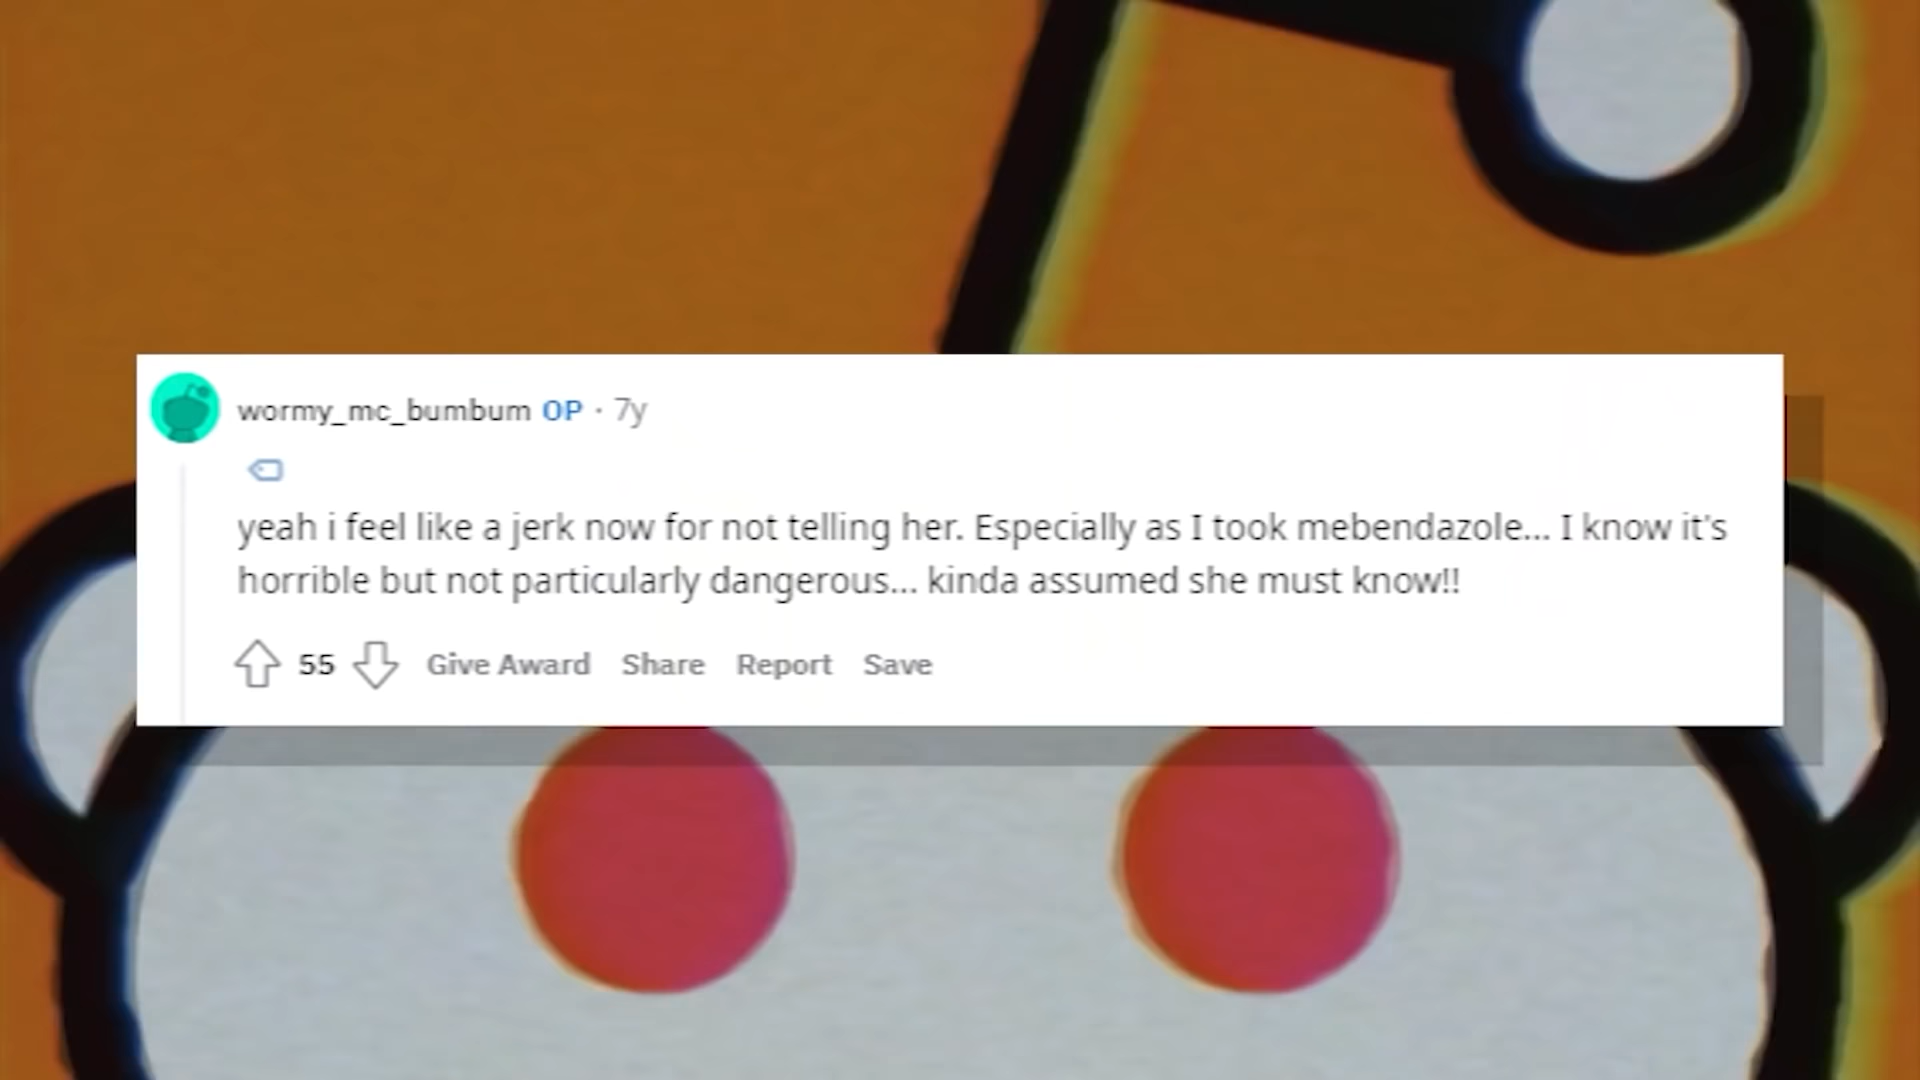 wormy_mc_bumbum OP · 7y
yeah i feel like a jerk now for not telling her. Especially as I took mebendazole... I know it's
horrible but not particularly dangerous... kinda assumed she must know!!
55 Give Award Share Report Save